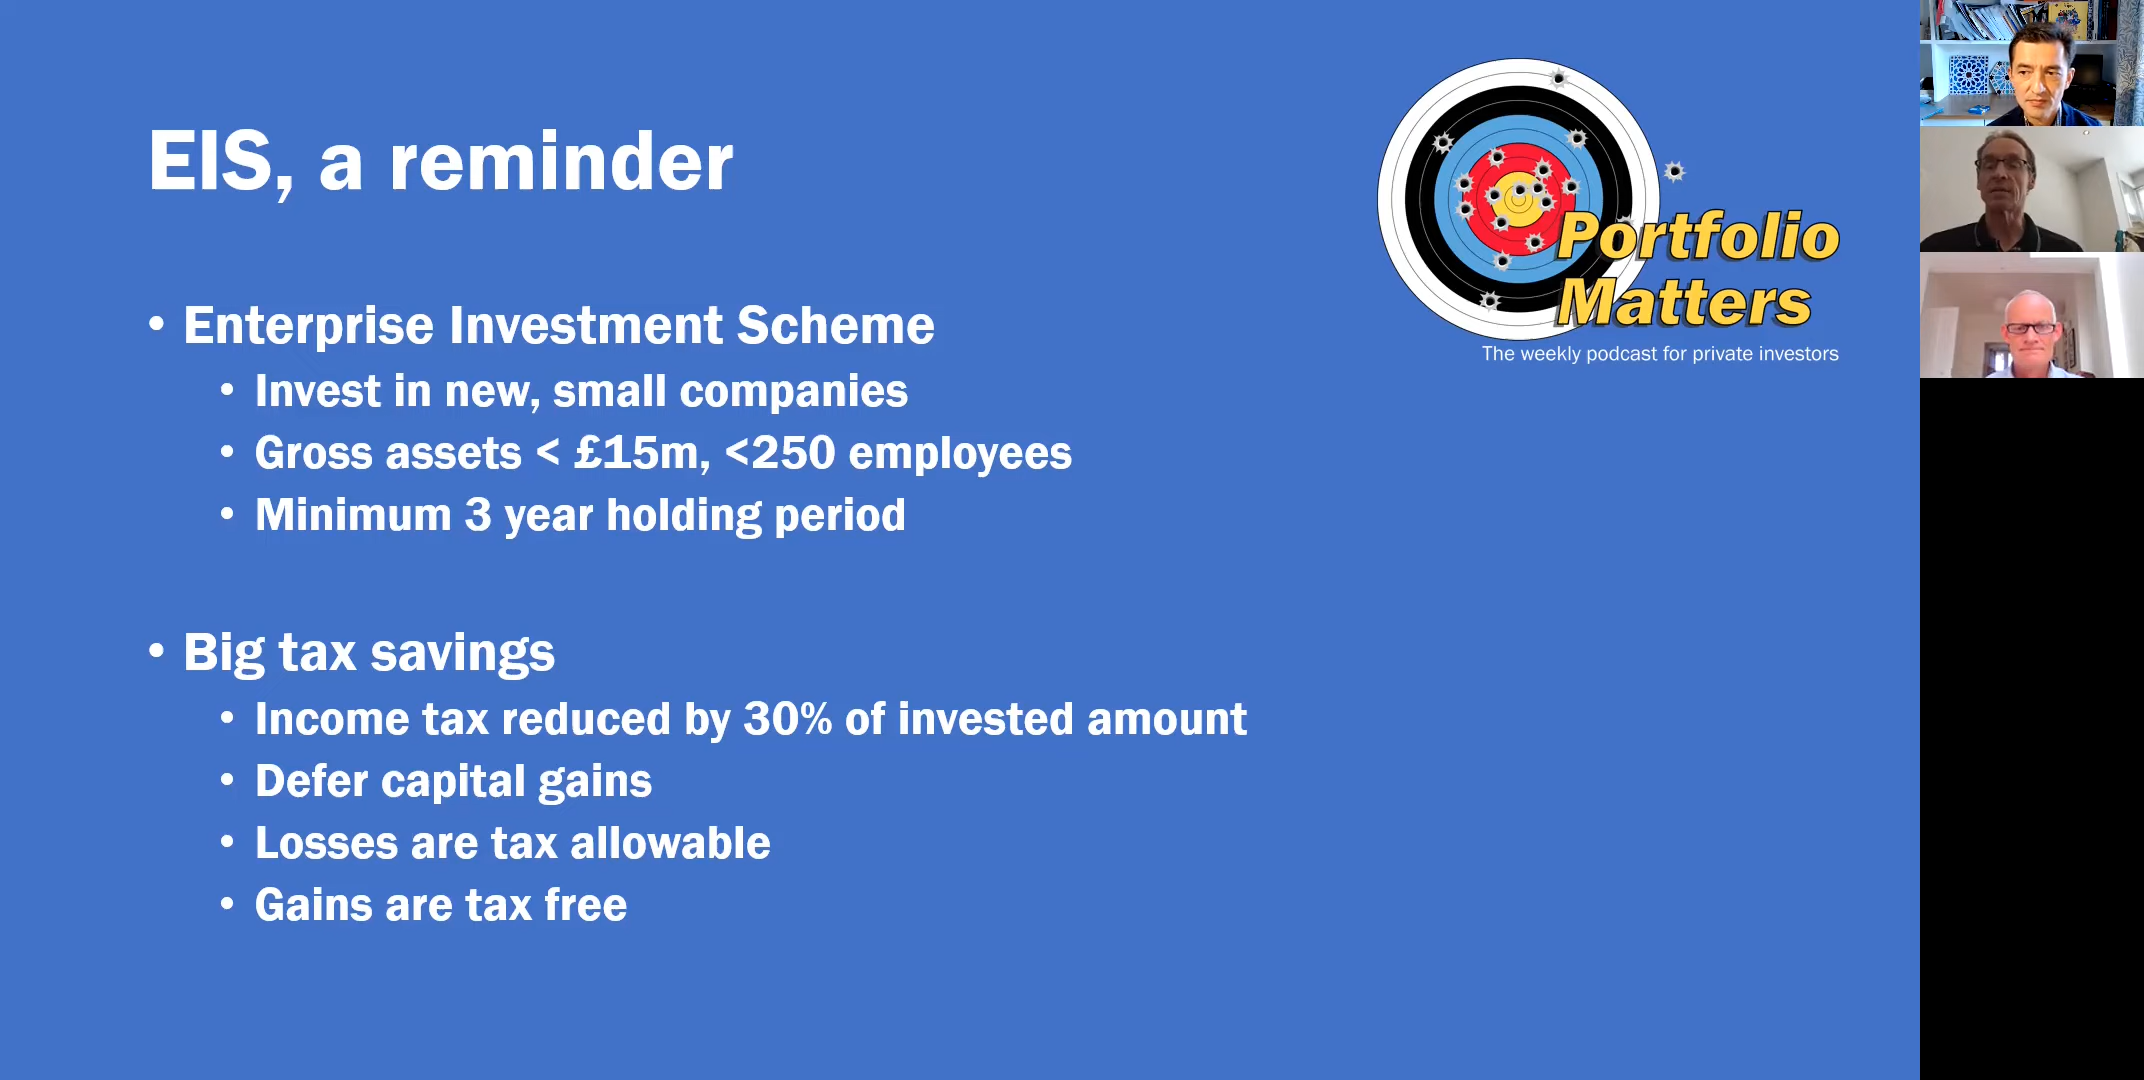 EIS, a reminder
Portfolio
Matters
The weekly podcast for private investors
• Enterprise Investment Scheme
• Invest in new, small companies
• Gross assets < £15m, <250 employees
• Minimum 3 year holding period
• Big tax savings
• Income tax reduced by 30% of invested amount
• Defer capital gains
• Losses are tax allowable
• Gains are tax free